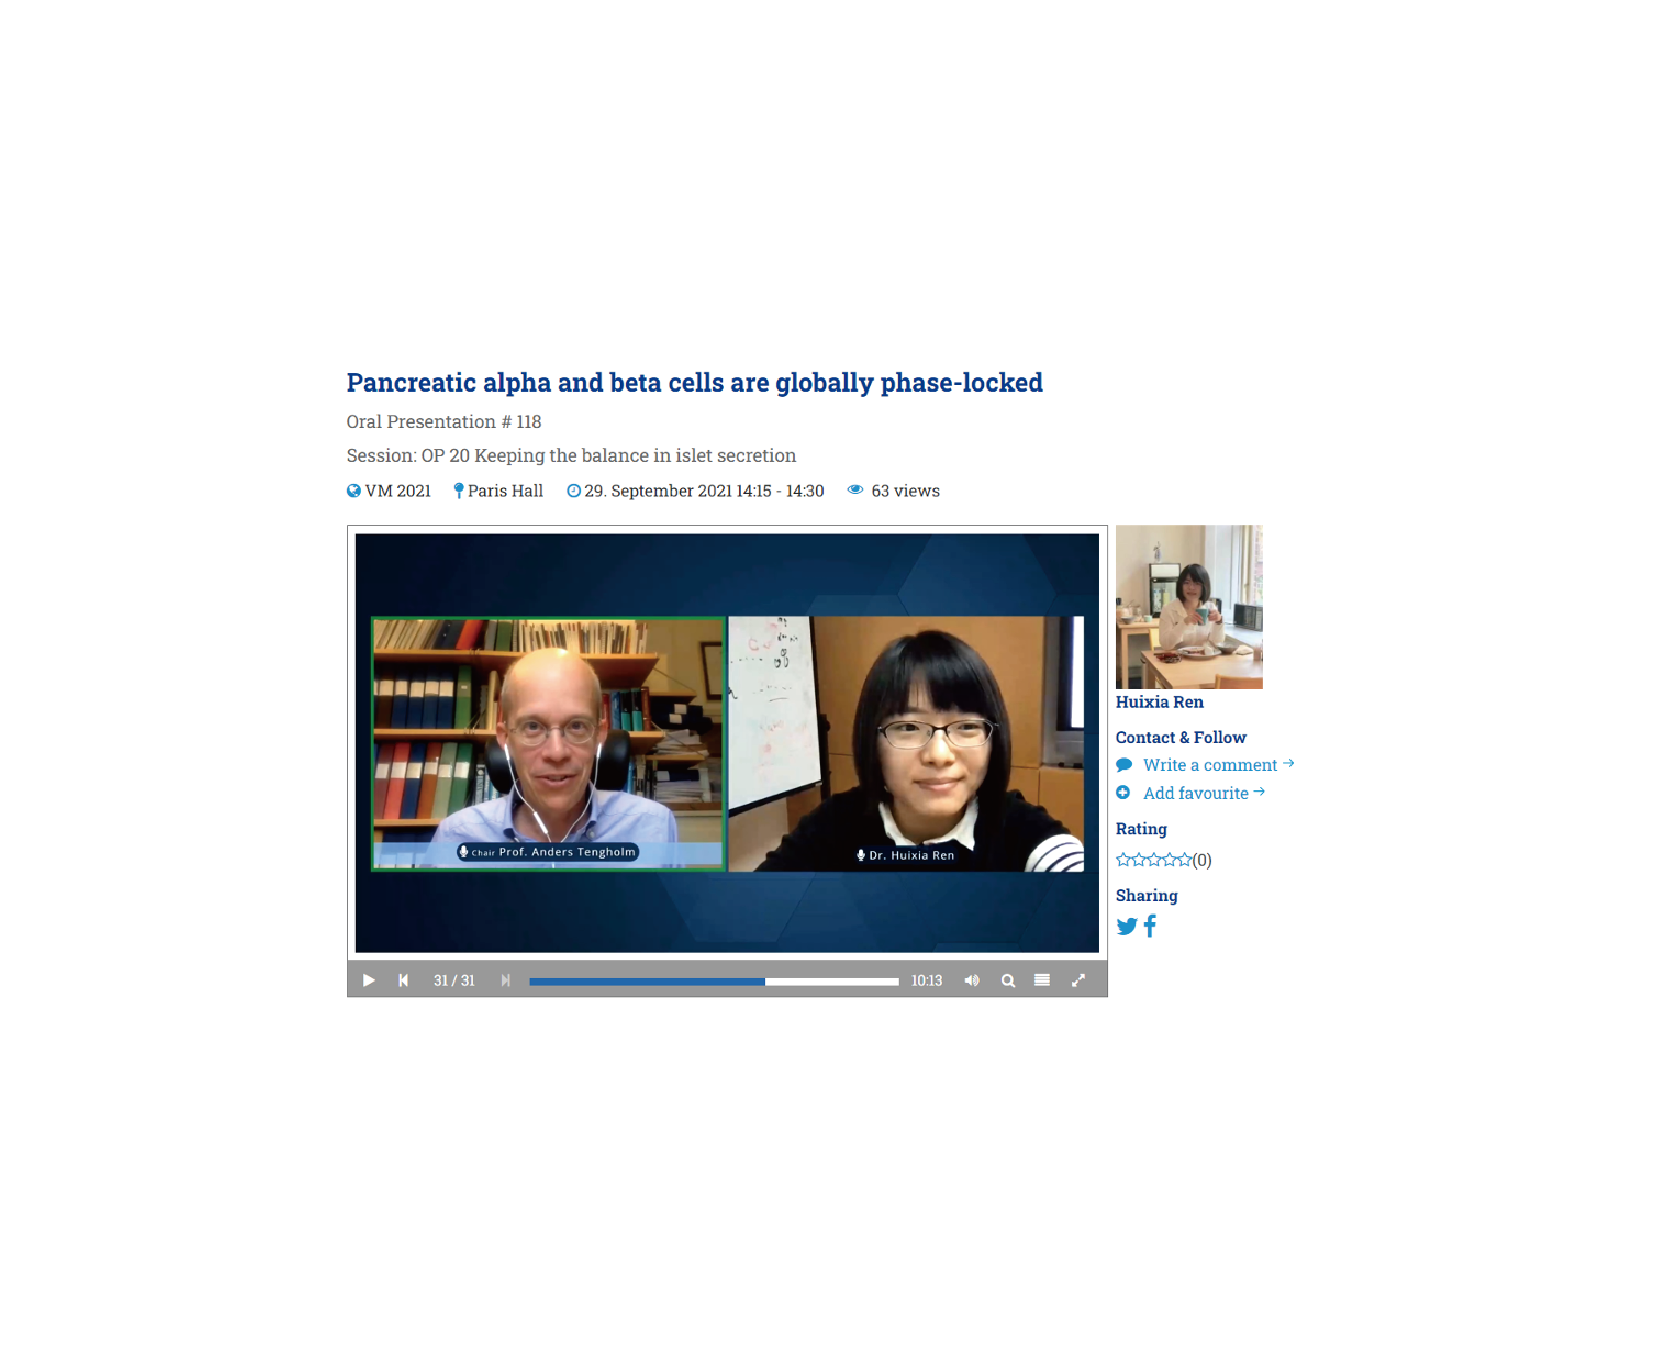 Pancreatic alpha and beta cells are globally phase-locked
Oral Presentation # 118
Session: OP 20 Keeping the balance in islet secretion
VM 2021 Paris Hall 29. September 2021 14:15 - 14:30 63 views
Chair Prof. Anders Tengholm
Dr. Huixia Ren
31 / 31 10:13
Huixia Ren
Contact & Follow
Write a comment →
Add favourite →
Rating
(0)
Sharing